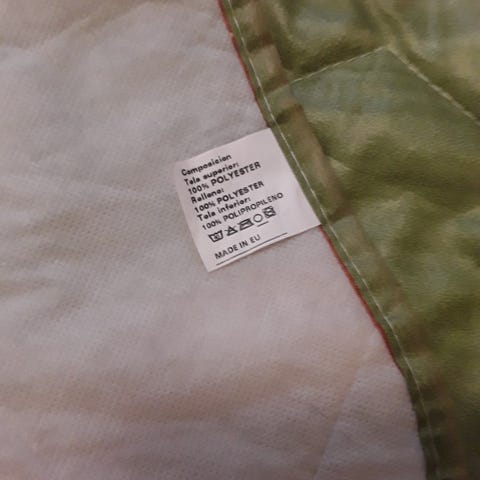 Composicion
Tela superior:
100% POLYESTER
Relleno:
100% POLYESTER
Tela inferior:
100% POLIPROPILENO
MADE IN EU